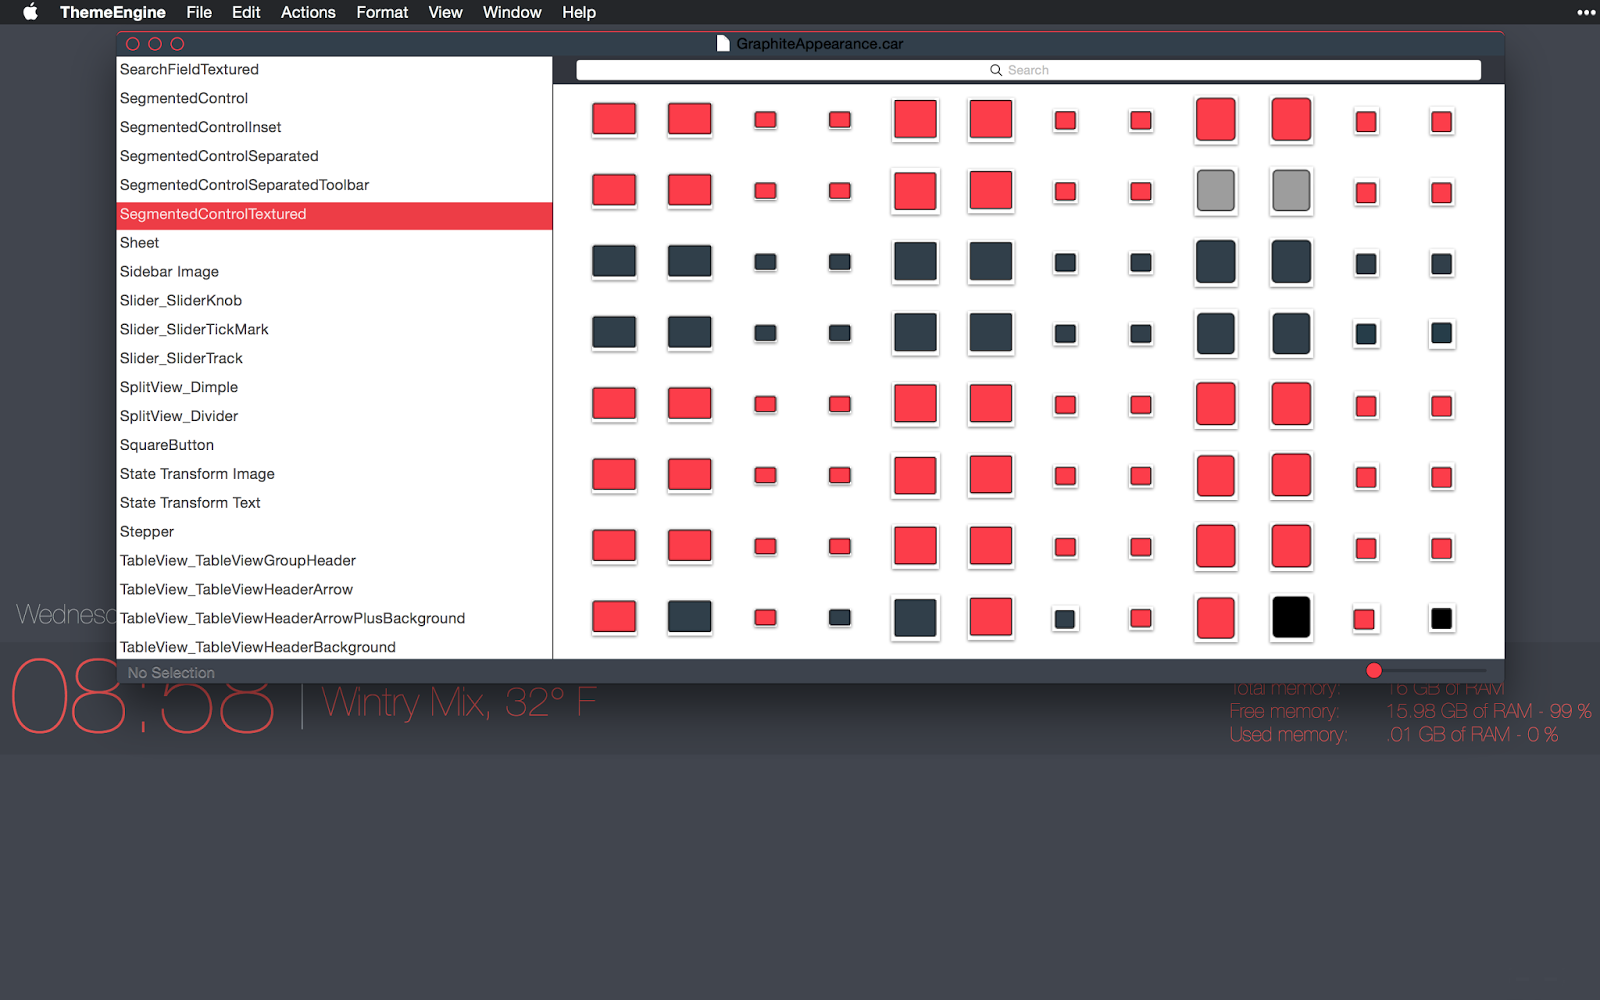 ThemeEngine File Edit Actions Format View Window Help
GraphiteAppearance.car
Search
SearchFieldTextured
SegmentedControl
SegmentedControlInset
SegmentedControlSeparated
SegmentedControlSeparatedToolbar
SegmentedControlTextured
Sheet
Sidebar Image
Slider_SliderKnob
Slider_SliderTickMark
Slider_SliderTrack
SplitView_Dimple
SplitView_Divider
SquareButton
State Transform Image
State Transform Text
Stepper
TableView_TableViewGroupHeader
TableView_TableViewHeaderArrow
TableView_TableViewHeaderArrowPlusBackground
TableView_TableViewHeaderBackground
No Selection
Wednesd
08:58
Wintry Mix, 32° F
Total memory: 16 GB of RAM
Free memory: 15.98 GB of RAM - 99 %
Used memory: .01 GB of RAM - 0 %